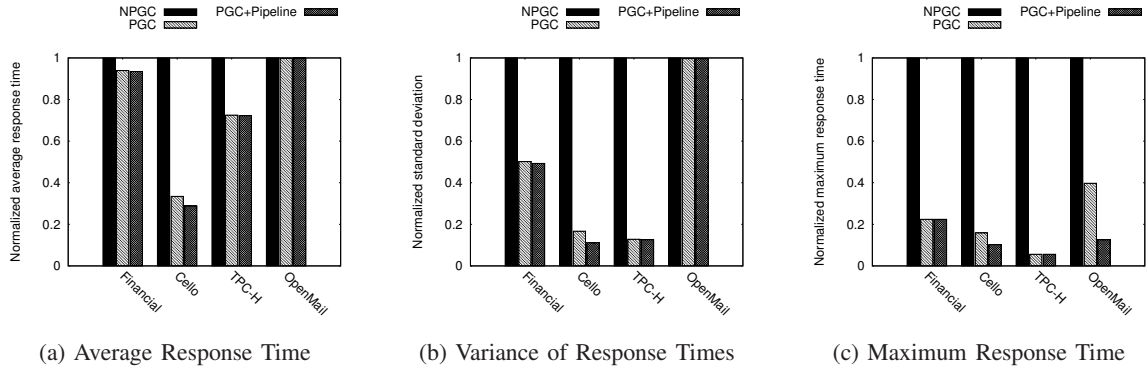 NPGC
PGC
PGC+Pipeline
Normalized average response time
1
0.8
0.6
0.4
0.2
0
Financial
Cello
TPC-H
OpenMail
(a) Average Response Time
NPGC
PGC
PGC+Pipeline
Normalized standard deviation
1
0.8
0.6
0.4
0.2
0
Financial
Cello
TPC-H
OpenMail
(b) Variance of Response Times
NPGC
PGC
PGC+Pipeline
Normalized maximum response time
1
0.8
0.6
0.4
0.2
0
Financial
Cello
TPC-H
OpenMail
(c) Maximum Response Time